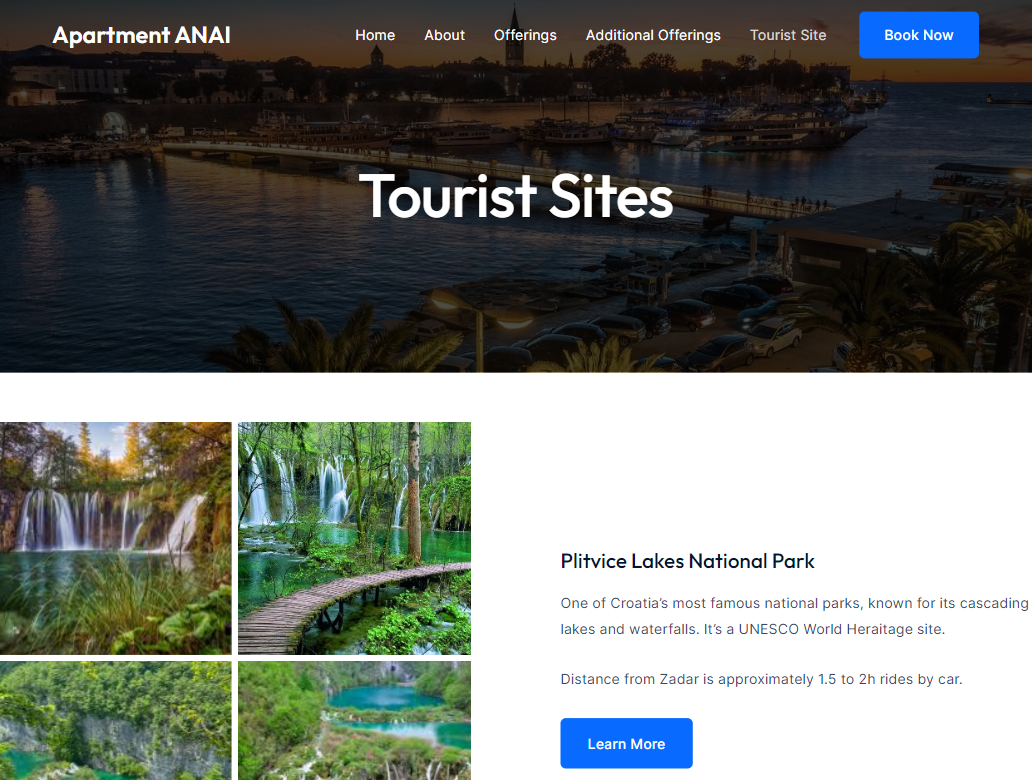 Apartment ANAI
Home About Offerings Additional Offerings Tourist Site Book Now
Tourist Sites
Plitvice Lakes National Park
One of Croatia’s most famous national parks, known for its cascading
lakes and waterfalls. It’s a UNESCO World Heraitage site.
Distance from Zadar is approximately 1.5 to 2h rides by car.
Learn More